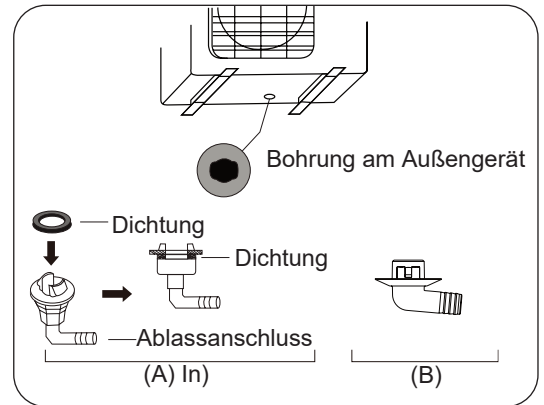 Bohrung am Außengerät
Dichtung
Dichtung
Ablassanschluss
(A) In)
(B)